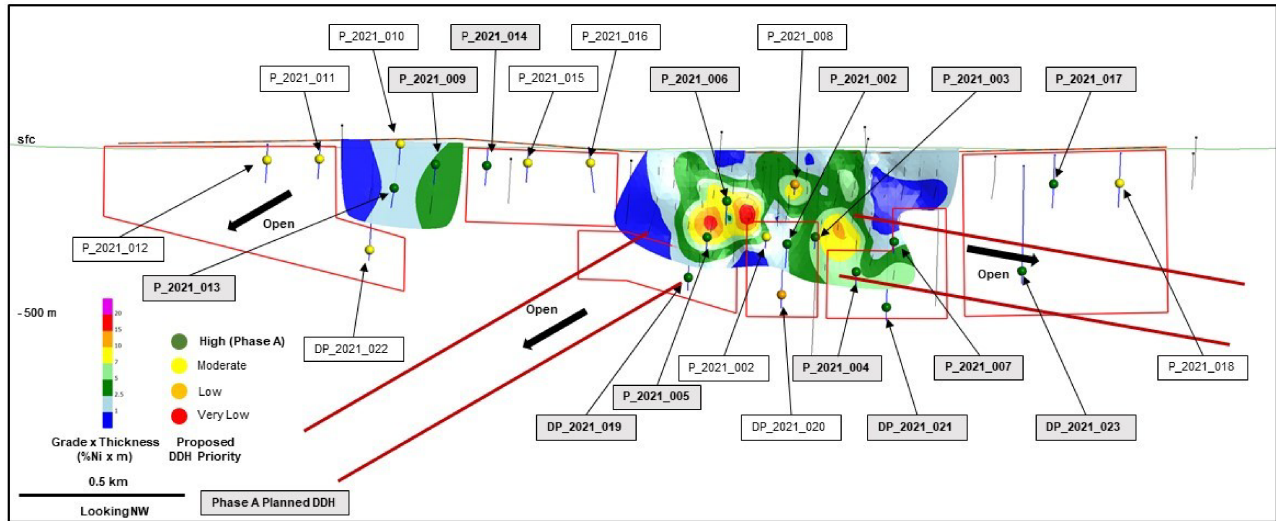 P_2021_010
P_2021_014
P_2021_016
P_2021_008
P_2021_011
P_2021_009
P_2021_015
P_2021_006
P_2021_002
P_2021_003
P_2021_017
sfc
Open
P_2021_012
P_2021_013
Open
- 500 m
Open
DP_2021_022
P_2021_002
P_2021_004
P_2021_007
P_2021_018
P_2021_005
DP_2021_019
DP_2021_020
DP_2021_021
DP_2021_023
20
15
10
7
5
2.5
1
High (Phase A)
Moderate
Low
Very Low
Grade x Thickness
(%Ni x m)
Proposed
DDH Priority
0.5 km
Looking NW
Phase A Planned DDH